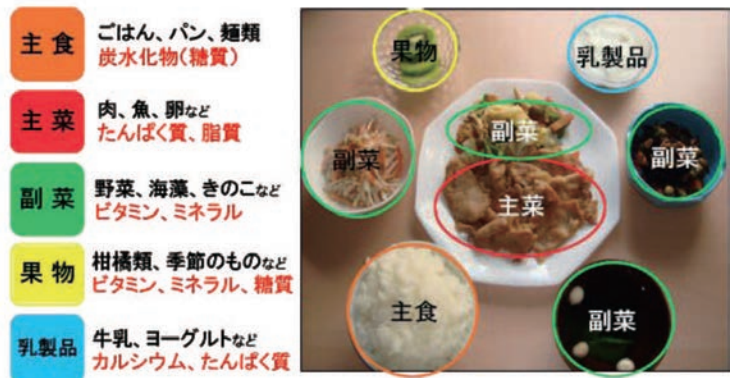 主食
ごはん、パン、麺類
炭水化物(糖質)
主菜
肉、魚、卵など
たんぱく質、脂質
副菜
野菜、海藻、きのこなど
ビタミン、ミネラル
果物
柑橘類、季節のものなど
ビタミン、ミネラル、糖質
乳製品
牛乳、ヨーグルトなど
カルシウム、たんぱく質
果物
乳製品
副菜
副菜
副菜
主菜
主食
副菜